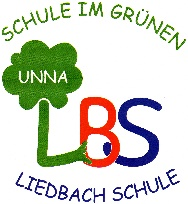 SCHULE IM GRÜNEN
UNNA
LBS
LIEDBACH SCHULE